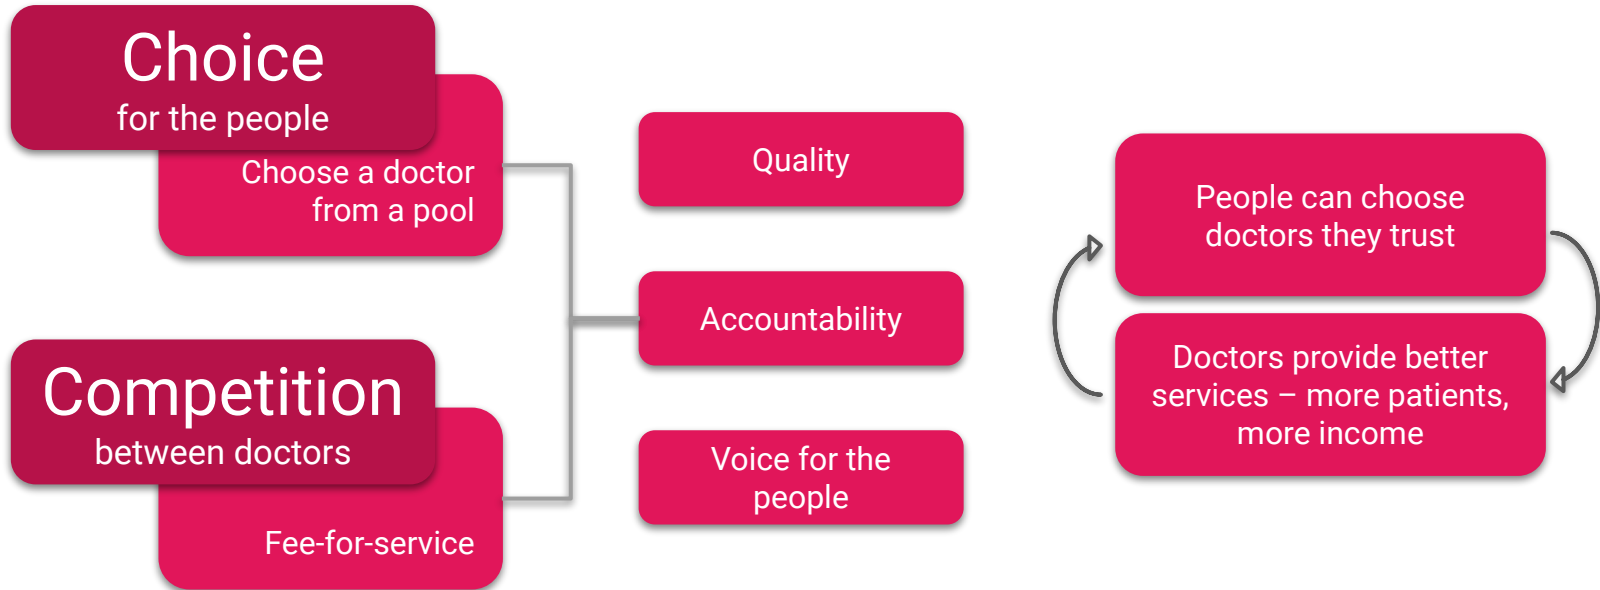 Choice
for the people
Choose a doctor
from a pool
Competition
between doctors
Fee-for-service
Quality
Accountability
Voice for the
people
People can choose
doctors they trust
Doctors provide better
services – more patients,
more income